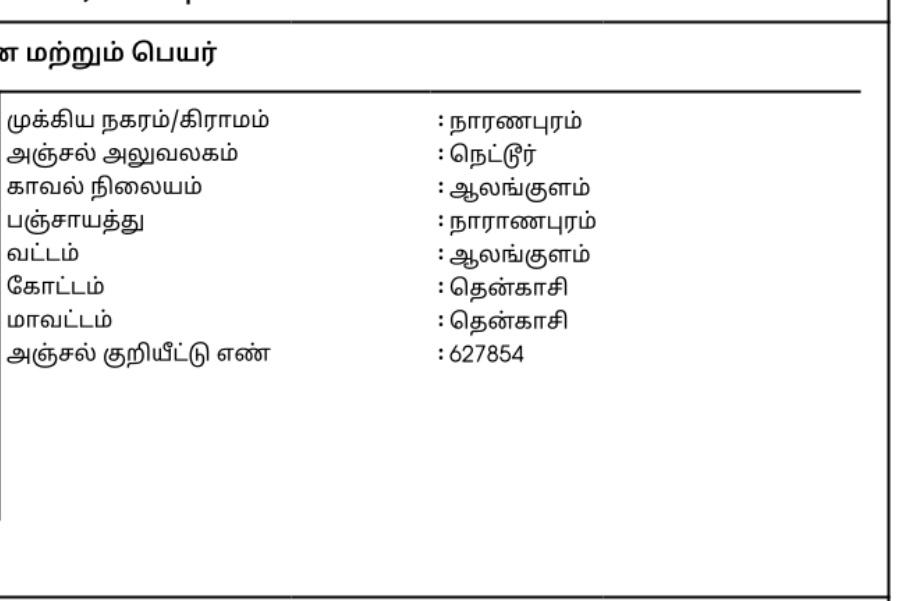 மற்றும் பெயர்
முக்கிய நகரம்/கிராமம் : நாரணபுரம்
அஞ்சல் அலுவலகம் : நெட்டூர்
காவல் நிலையம் : ஆலங்குளம்
பஞ்சாயத்து : நாராணபுரம்
வட்டம் : ஆலங்குளம்
கோட்டம் : தென்காசி
மாவட்டம் : தென்காசி
அஞ்சல் குறியீட்டு எண் : 627854